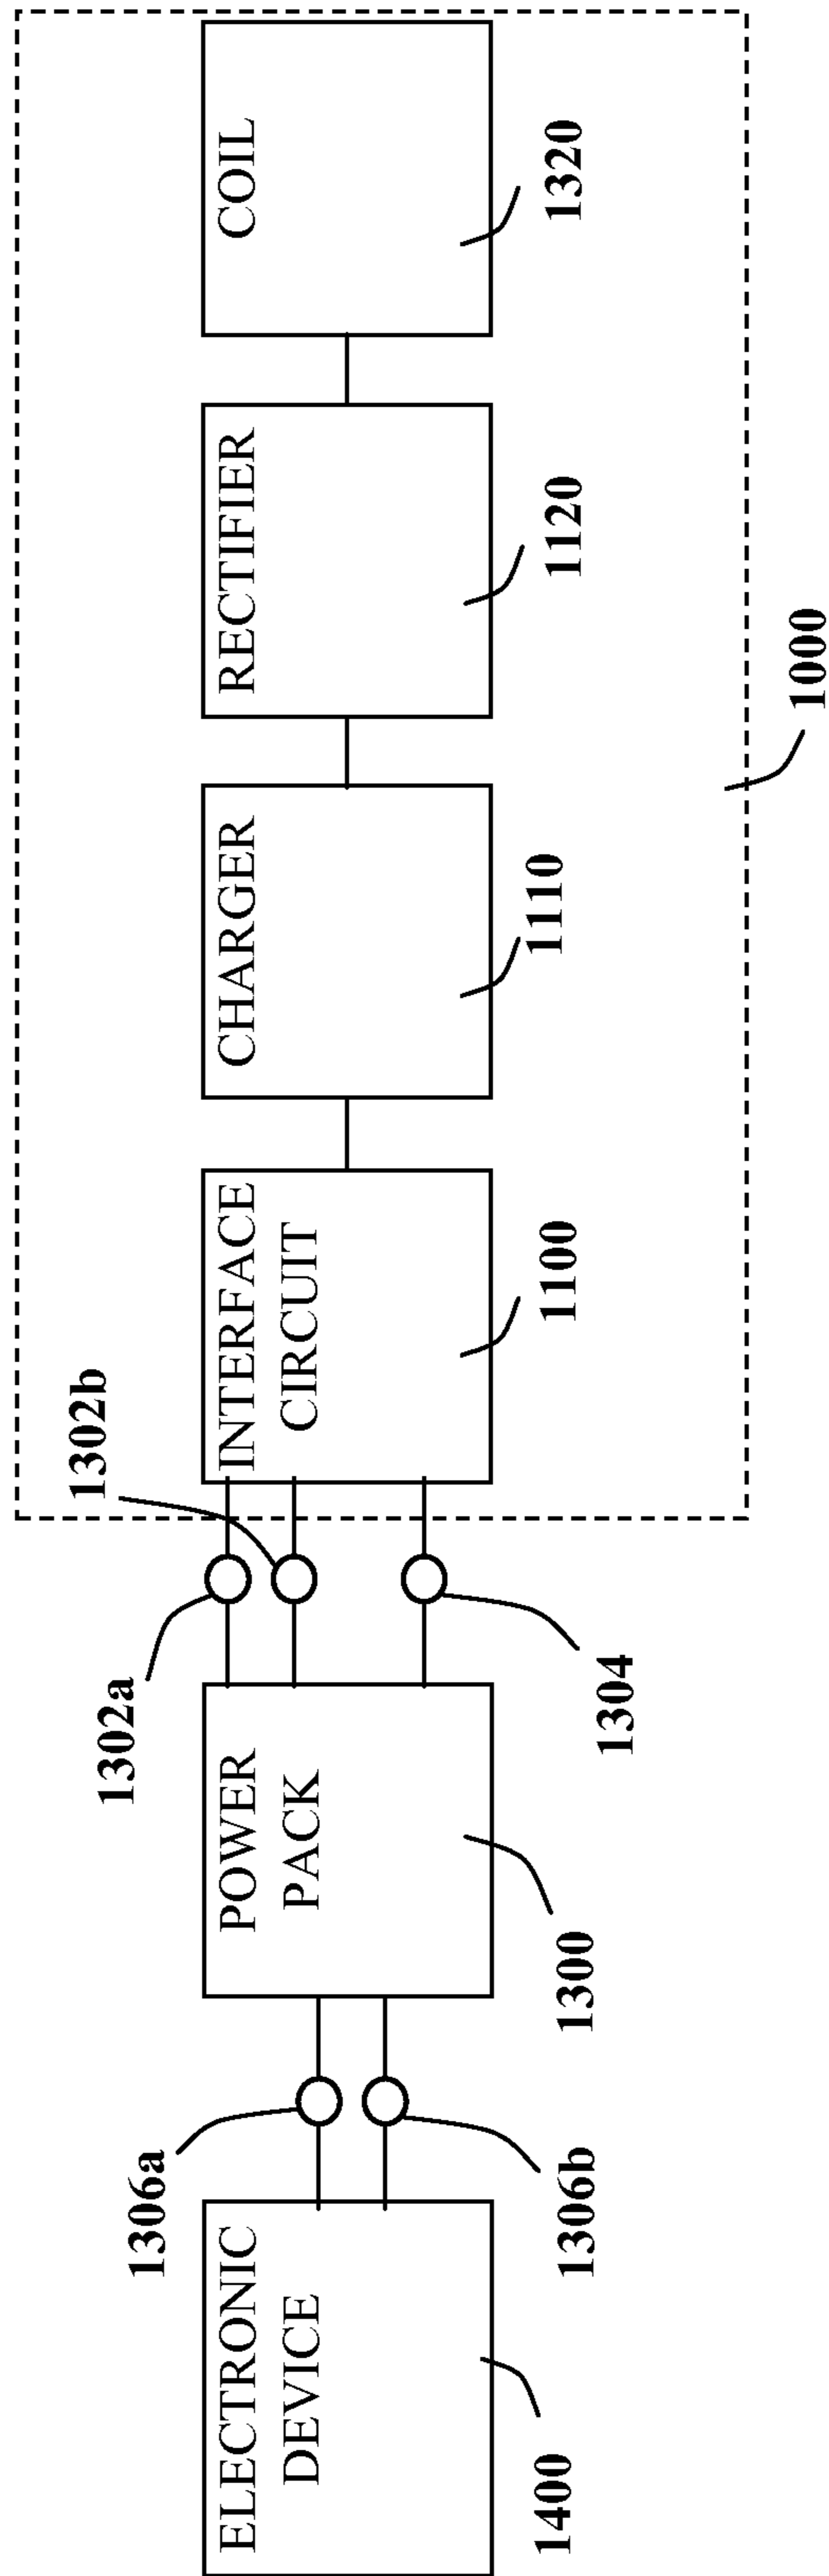 ELECTRONIC
DEVICE
1400
1306a
1306b
POWER
PACK
1300
1302a
1302b
1304
INTERFACE
CIRCUIT
1100
CHARGER
1110
RECTIFIER
1120
COIL
1320
1000